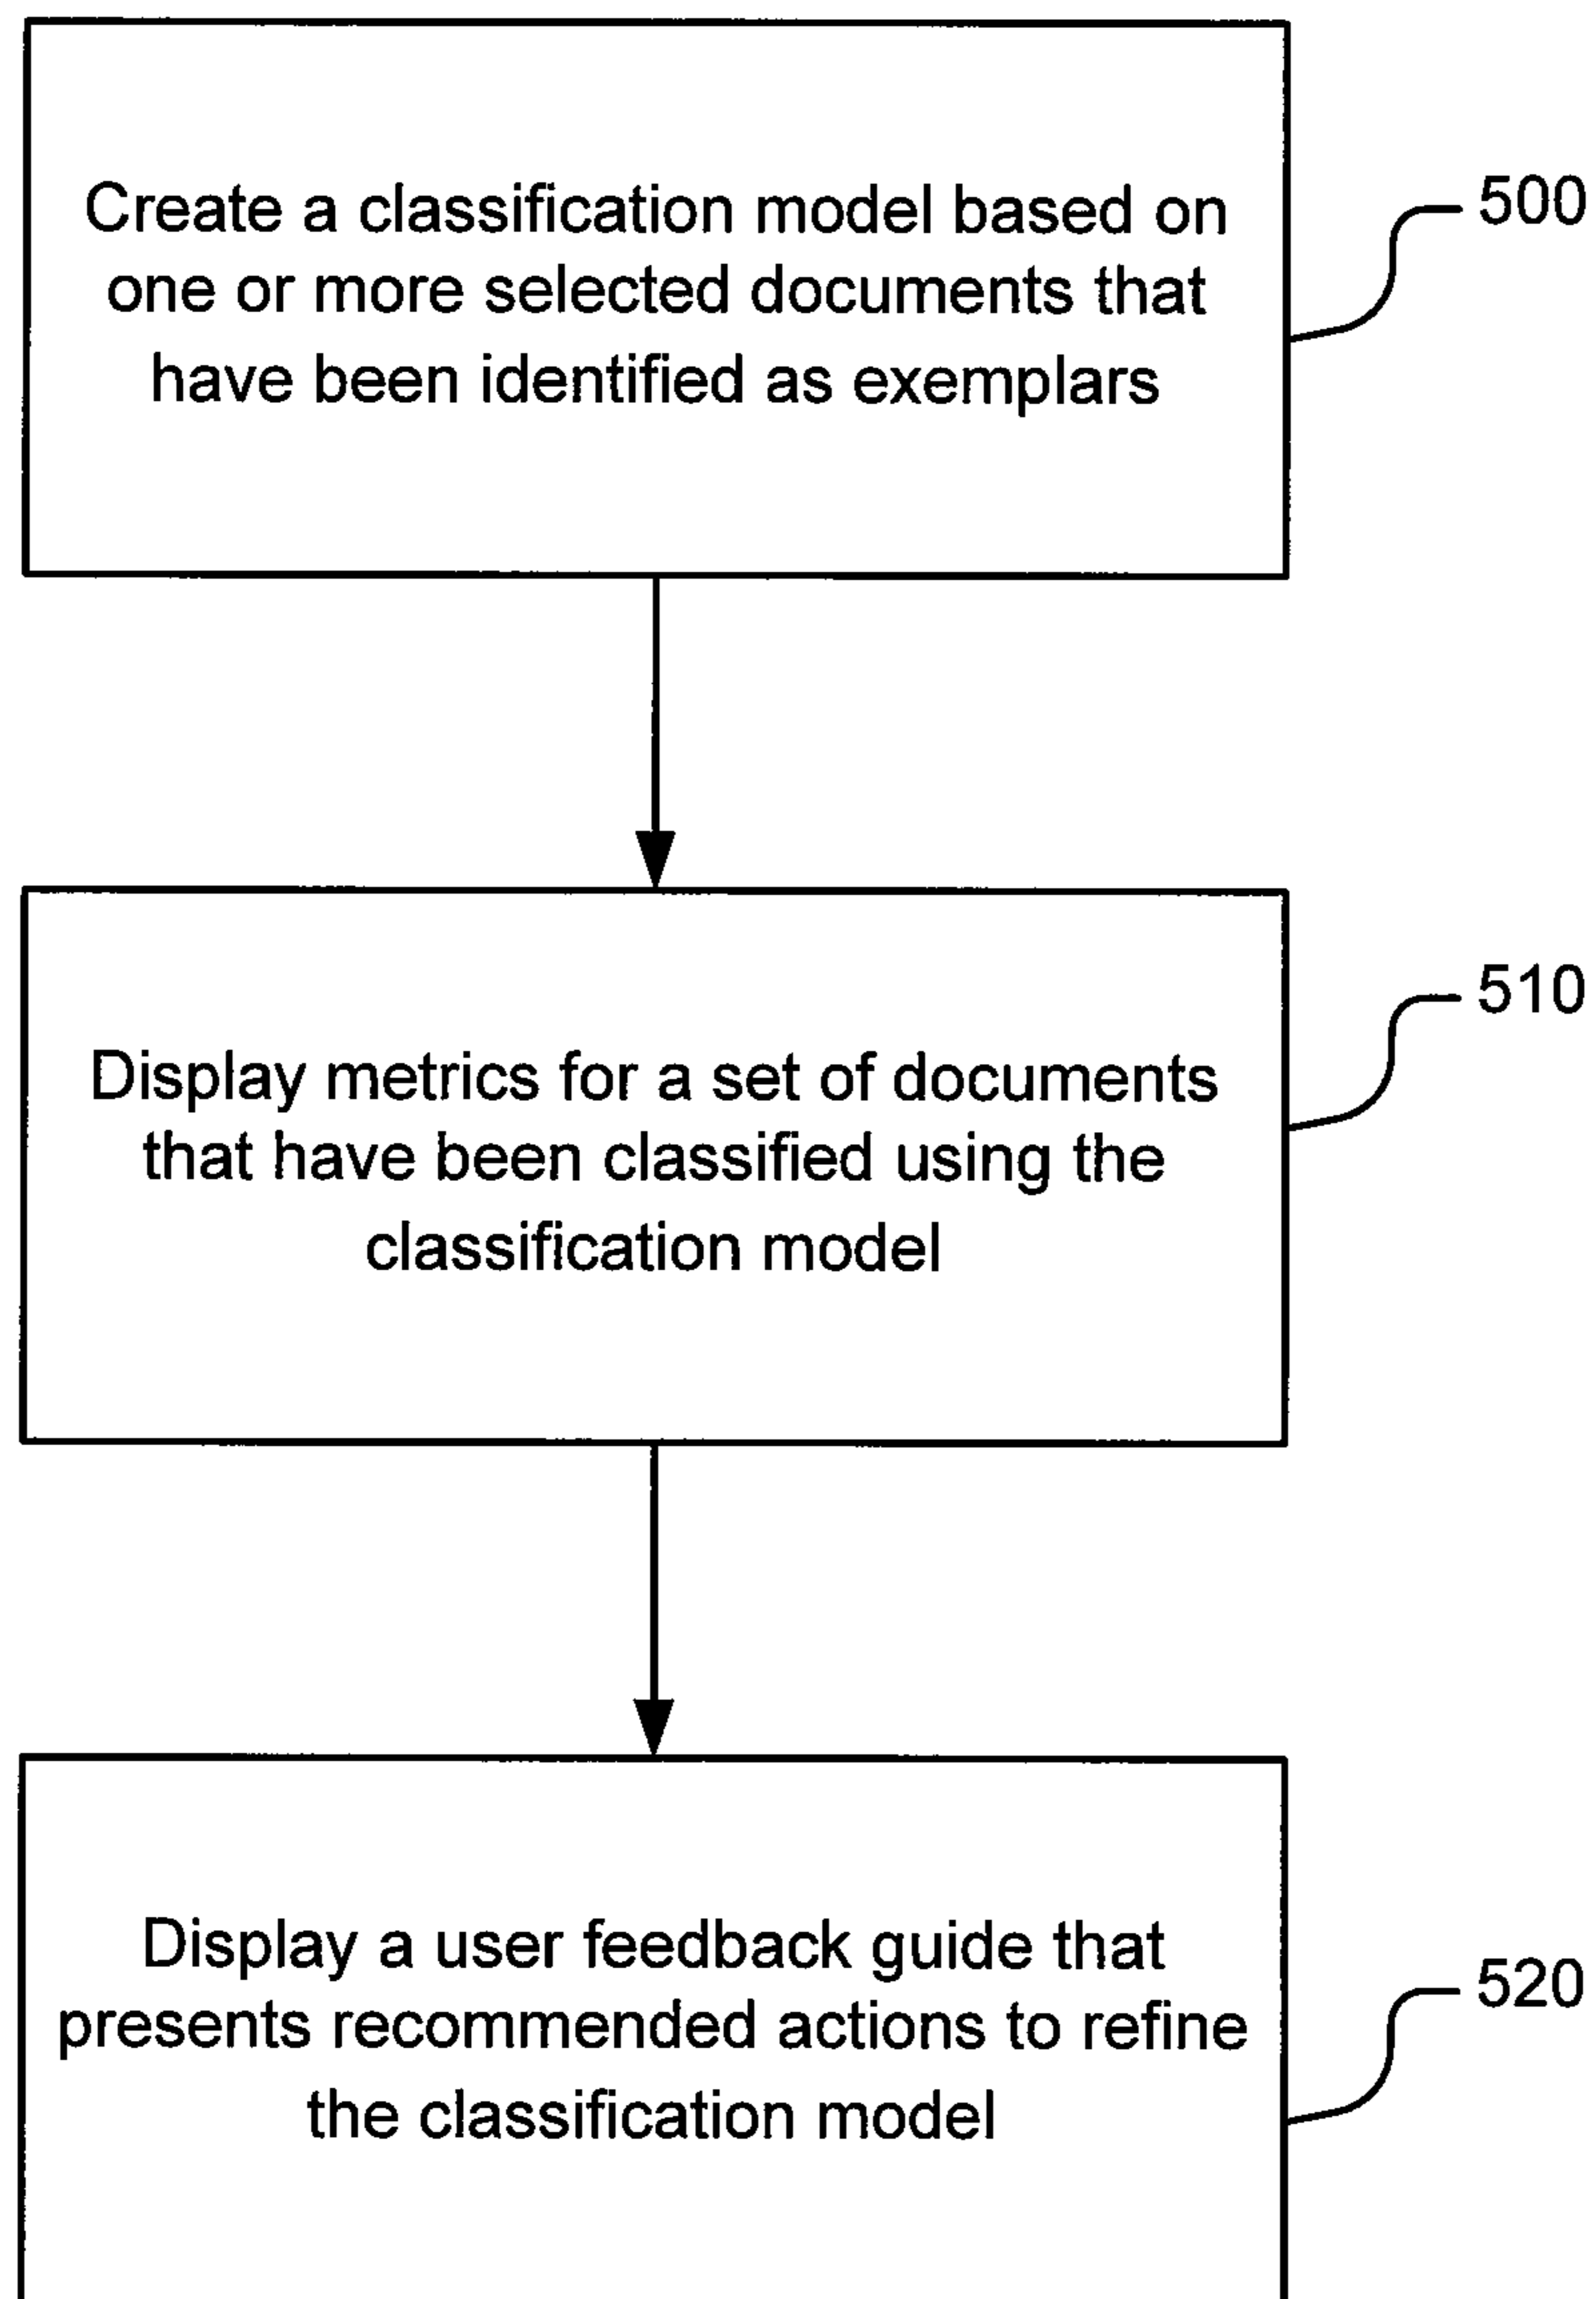 Create a classification model based on
one or more selected documents that
have been identified as exemplars
500
Display metrics for a set of documents
that have been classified using the
classification model
510
Display a user feedback guide that
presents recommended actions to refine
the classification model
520